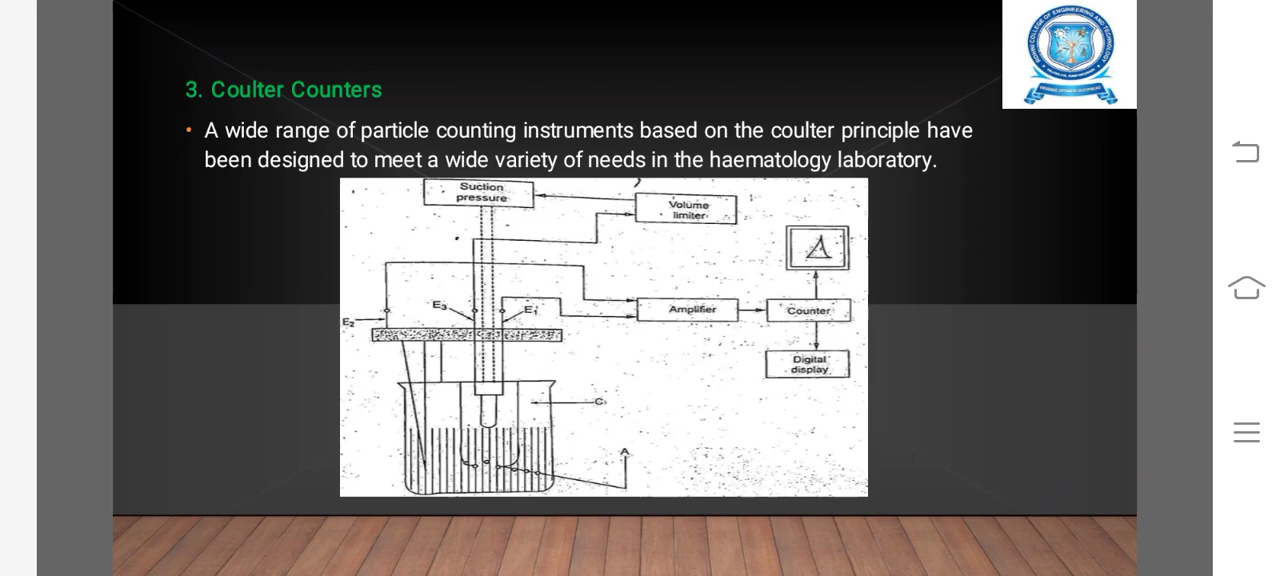 3. Coulter Counters
• A wide range of particle counting instruments based on the coulter principle have
been designed to meet a wide variety of needs in the haematology laboratory.
Suction
pressure
Volume
limiter
E3
E1
E2
Amplifier
Counter
Digital
display
C
A